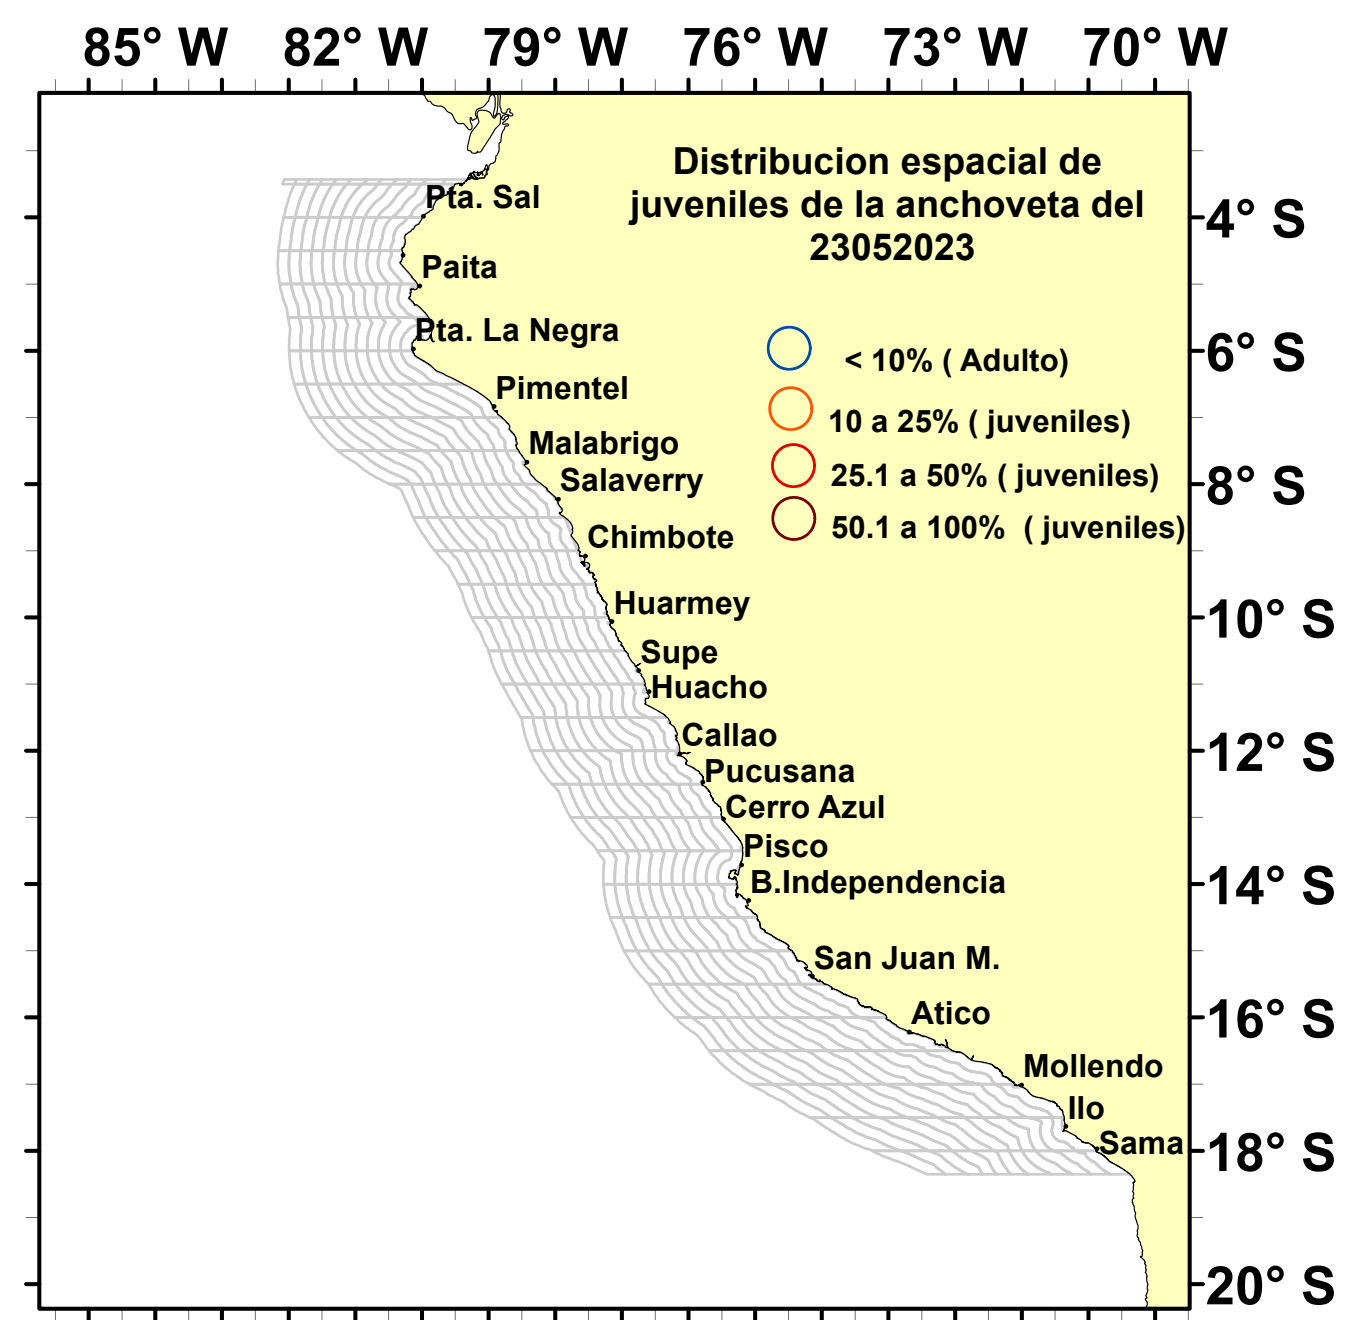 85° W 82° W 79° W 76° W 73° W 70° W
Distribucion espacial de
juveniles de la anchoveta del
23052023
Pta. Sal
4° S
Paita
Pta. La Negra
6° S
< 10% ( Adulto)
Pimentel
10 a 25% ( juveniles)
Malabrigo
25.1 a 50% ( juveniles)
Salaverry
8° S
50.1 a 100%  ( juveniles)
Chimbote
Huarmey
10° S
Supe
Huacho
Callao
12° S
Pucusana
Cerro Azul
Pisco
B.Independencia
14° S
San Juan M.
Atico
16° S
Mollendo
Ilo
Sama
18° S
20° S